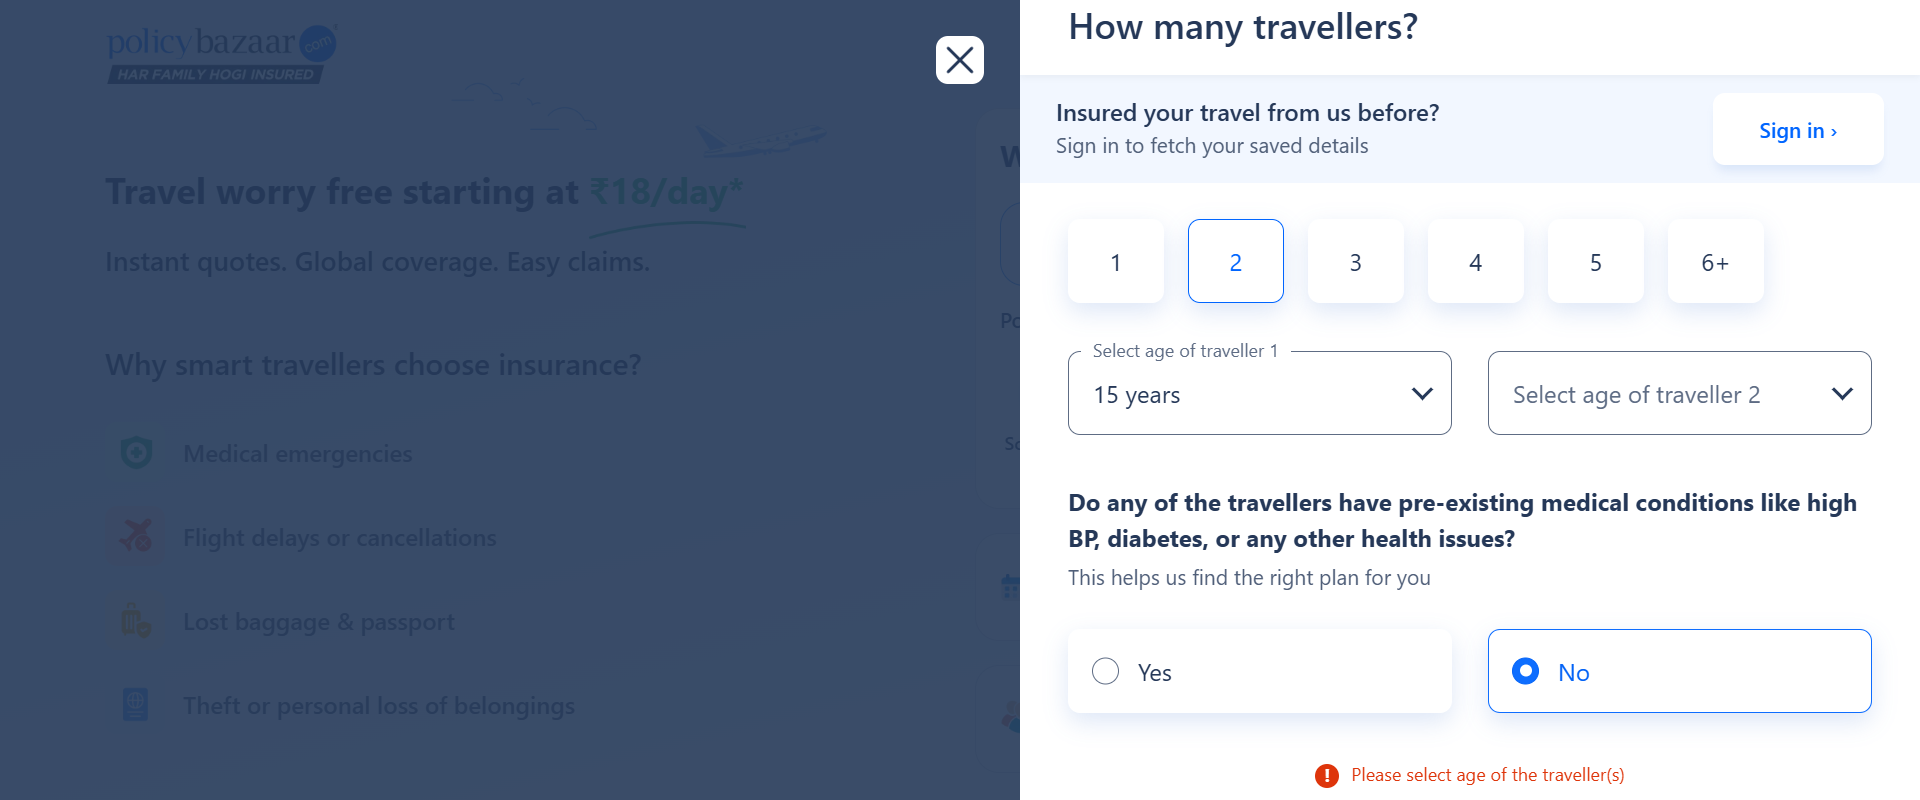 policybazaar.com
HAR FAMILY HOGI INSURED
Travel worry free starting at ₹18/day*
Instant quotes. Global coverage. Easy claims.
Why smart travellers choose insurance?
Medical emergencies
Flight delays or cancellations
Lost baggage & passport
Theft or personal loss of belongings
How many travellers?
Insured your travel from us before?
Sign in to fetch your saved details
Sign in ›
1 2 3 4 5 6+
Select age of traveller 1
15 years
Select age of traveller 2
Do any of the travellers have pre-existing medical conditions like high
BP, diabetes, or any other health issues?
This helps us find the right plan for you
Yes
No
Please select age of the traveller(s)